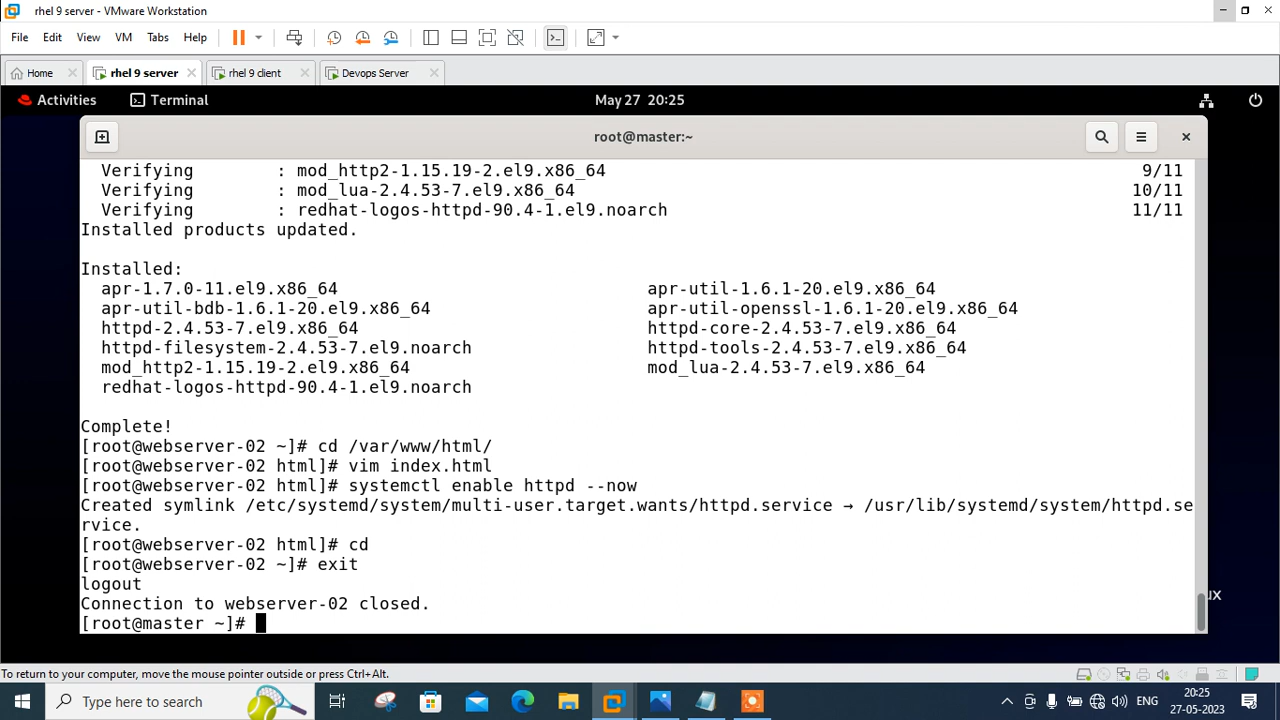 rhel 9 server - VMware Workstation
File Edit View VM Tabs Help
Home rhel 9 server rhel 9 client Devops Server
Activities Terminal May 27 20:25
root@master:~
Verifying : mod_http2-1.15.19-2.el9.x86_64 9/11
Verifying : mod_lua-2.4.53-7.el9.x86_64 10/11
Verifying : redhat-logos-httpd-90.4-1.el9.noarch 11/11
Installed products updated.
Installed:
apr-1.7.0-11.el9.x86_64 apr-util-1.6.1-20.el9.x86_64
apr-util-bdb-1.6.1-20.el9.x86_64 apr-util-openssl-1.6.1-20.el9.x86_64
httpd-2.4.53-7.el9.x86_64 httpd-core-2.4.53-7.el9.x86_64
httpd-filesystem-2.4.53-7.el9.noarch httpd-tools-2.4.53-7.el9.x86_64
mod_http2-1.15.19-2.el9.x86_64 mod_lua-2.4.53-7.el9.x86_64
redhat-logos-httpd-90.4-1.el9.noarch
Complete!
[root@webserver-02 ~]# cd /var/www/html/
[root@webserver-02 html]# vim index.html
[root@webserver-02 html]# systemctl enable httpd --now
Created symlink /etc/systemd/system/multi-user.target.wants/httpd.service → /usr/lib/systemd/system/httpd.se
rvice.
[root@webserver-02 html]# cd
[root@webserver-02 ~]# exit
logout
Connection to webserver-02 closed.
[root@master ~]#
ux
To return to your computer, move the mouse pointer outside or press Ctrl+Alt.
Type here to search
ENG
20:25
27-05-2023